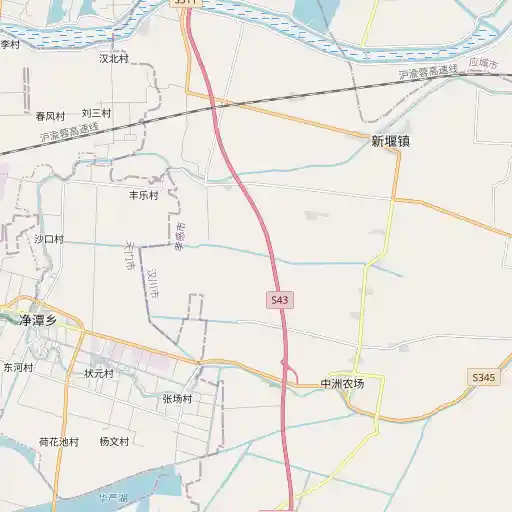 S311
李村
汉北村
应城市
沪渝蓉高速线
春风村
刘三村
沪渝蓉高速线
新堰镇
丰乐村
沙口村
天门市
汉川市
S43
净潭乡
东河村
状元村
中洲农场
S345
张场村
荷花池村
杨文村
华严湖